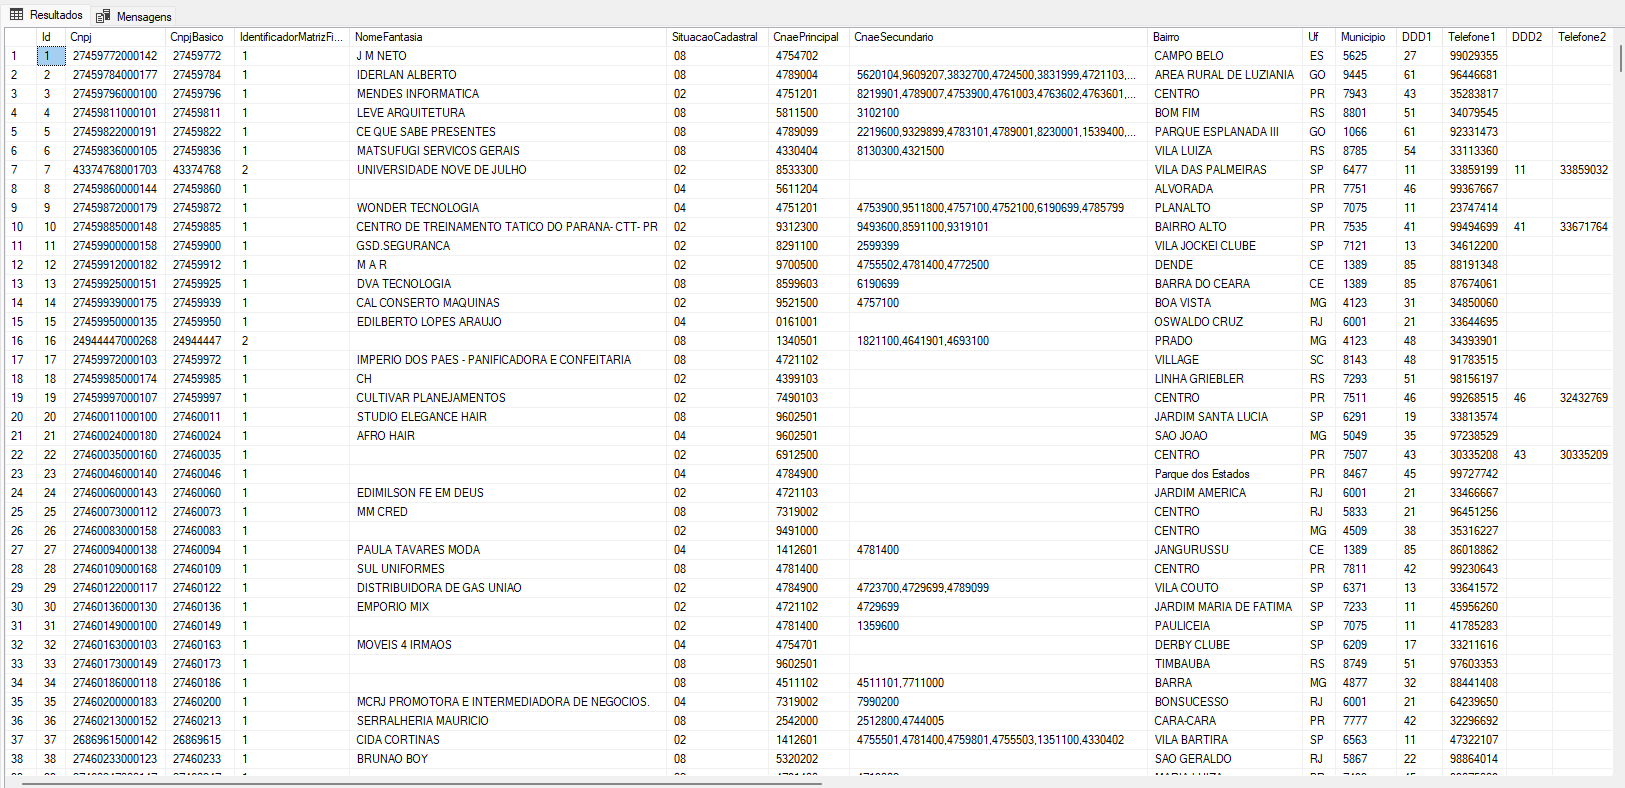 Resultados Mensagens
Id Cnpj CnpjBasico IdentificadorMatrizFi... NomeFantasia SituacaoCadastral CnaePrincipal CnaeSecundario Bairro Uf Municipio DDD1 Telefone1 DDD2 Telefone2
1 1 27459772000142 27459772 1 J M NETO 08 4754702 CAMPO BELO ES 5625 27 99029355
2 2 27459784000177 27459784 1 IDERLAN ALBERTO 08 4789004 5620104,9609207,3832700,4724500,3831999,4721103,... AREA RURAL DE LUZIANIA GO 9445 61 96446681
3 3 27459796000100 27459796 1 MENDES INFORMATICA 02 4751201 8219901,4789007,4753900,4761003,4763602,4763601,... CENTRO PR 7943 43 35283817
4 4 27459811000101 27459811 1 LEVE ARQUITETURA 08 5811500 3102100 BOM FIM RS 8801 51 34079545
5 5 27459822000191 27459822 1 CE QUE SABE PRESENTES 08 4789099 2219600,9329899,4783101,4789001,8230001,1539400,... PARQUE ESPLANADA III GO 1066 61 92331473
6 6 27459836000105 27459836 1 MATSUFUGI SERVICOS GERAIS 08 4330404 8130300,4321500 VILA LUIZA RS 8785 54 33113360
7 7 43374768001703 43374768 2 UNIVERSIDADE NOVE DE JULHO 02 8533300 VILA DAS PALMEIRAS SP 6477 11 33859199 11 33859032
8 8 27459860000144 27459860 1 04 5611204 ALVORADA PR 7751 46 99367667
9 9 27459872000179 27459872 1 WONDER TECNOLOGIA 04 4751201 4753900,9511800,4757100,4752100,6190699,4785799 PLANALTO SP 7075 11 23747414
10 10 27459885000148 27459885 1 CENTRO DE TREINAMENTO TATICO DO PARANA- CTT- PR 02 9312300 9493600,8591100,9319101 BAIRRO ALTO PR 7535 41 99494699 41 33671764
11 11 27459900000158 27459900 1 GSD.SEGURANCA 02 8291100 2599399 VILA JOCKEI CLUBE SP 7121 13 34612200
12 12 27459912000182 27459912 1 M A R 02 9700500 4755502,4781400,4772500 DENDE CE 1389 85 88191348
13 13 27459925000151 27459925 1 DVA TECNOLOGIA 08 8599603 6190699 BARRA DO CEARA CE 1389 85 87674061
14 14 27459939000175 27459939 1 CAL CONSERTO MAQUINAS 02 9521500 4757100 BOA VISTA MG 4123 31 34850060
15 15 27459950000135 27459950 1 EDILBERTO LOPES ARAUJO 04 0161001 OSWALDO CRUZ RJ 6001 21 33644695
16 16 24944447000268 24944447 2 08 1340501 1821100,4641901,4693100 PRADO MG 4123 48 34393901
17 17 27459972000103 27459972 1 IMPERIO DOS PAES - PANIFICADORA E CONFEITARIA 08 4721102 VILLAGE SC 8143 48 91783515
18 18 27459985000174 27459985 1 CH 02 4399103 LINHA GRIEBLER RS 7293 51 98156197
19 19 27459997000107 27459997 1 CULTIVAR PLANEJAMENTOS 02 7490103 CENTRO PR 7511 46 99268515 46 32432769
20 20 27460011000100 27460011 1 STUDIO ELEGANCE HAIR 08 9602501 JARDIM SANTA LUCIA SP 6291 19 33813574
21 21 27460024000180 27460024 1 AFRO HAIR 04 9602501 SAO JOAO MG 5049 35 97238529
22 22 27460035000160 27460035 1 02 6912500 CENTRO PR 7507 43 30335208 43 30335209
23 23 27460046000140 27460046 1 04 4784900 Parque dos Estados PR 8467 45 99727742
24 24 27460060000143 27460060 1 EDIMILSON FE EM DEUS 02 4721103 JARDIM AMERICA RJ 6001 21 33466667
25 25 27460073000112 27460073 1 MM CRED 08 7319002 CENTRO RJ 5833 21 96451256
26 26 27460083000158 27460083 1 02 9491000 CENTRO MG 4509 38 35316227
27 27 27460094000138 27460094 1 PAULA TAVARES MODA 04 1412601 4781400 JANGURUSSU CE 1389 85 86018862
28 28 27460109000168 27460109 1 SUL UNIFORMES 08 4781400 CENTRO PR 7811 42 99230643
29 29 27460122000117 27460122 1 DISTRIBUIDORA DE GAS UNIAO 02 4784900 4723700,4729699,4789099 VILA COUTO SP 6371 13 33641572
30 30 27460136000130 27460136 1 EMPORIO MIX 02 4721102 4729699 JARDIM MARIA DE FATIMA SP 7233 11 45956260
31 31 27460149000100 27460149 1 02 4781400 1359600 PAULICEIA SP 7075 11 41785283
32 32 27460163000103 27460163 1 MOVEIS 4 IRMAOS 04 4754701 DERBY CLUBE SP 6209 17 33211616
33 33 27460173000149 27460173 1 08 9602501 TIMBAUBA RS 8749 51 97603353
34 34 27460186000118 27460186 1 08 4511102 4511101,7711000 BARRA MG 4877 32 88441408
35 35 27460200000183 27460200 1 MCRJ PROMOTORA E INTERMEDIADORA DE NEGOCIOS. 04 7319002 7990200 BONSUCESSO RJ 6001 21 64239650
36 36 27460213000152 27460213 1 SERRALHERIA MAURICIO 08 2542000 2512800,4744005 CARA-CARA PR 7777 42 32296692
37 37 26869615000142 26869615 1 CIDA CORTINAS 02 1412601 4755501,4781400,4759801,4755503,1351100,4330402 VILA BARTIRA SP 6563 11 47322107
38 38 27460233000123 27460233 1 BRUNAO BOY 08 5320202 SAO GERALDO RJ 5867 22 98864014